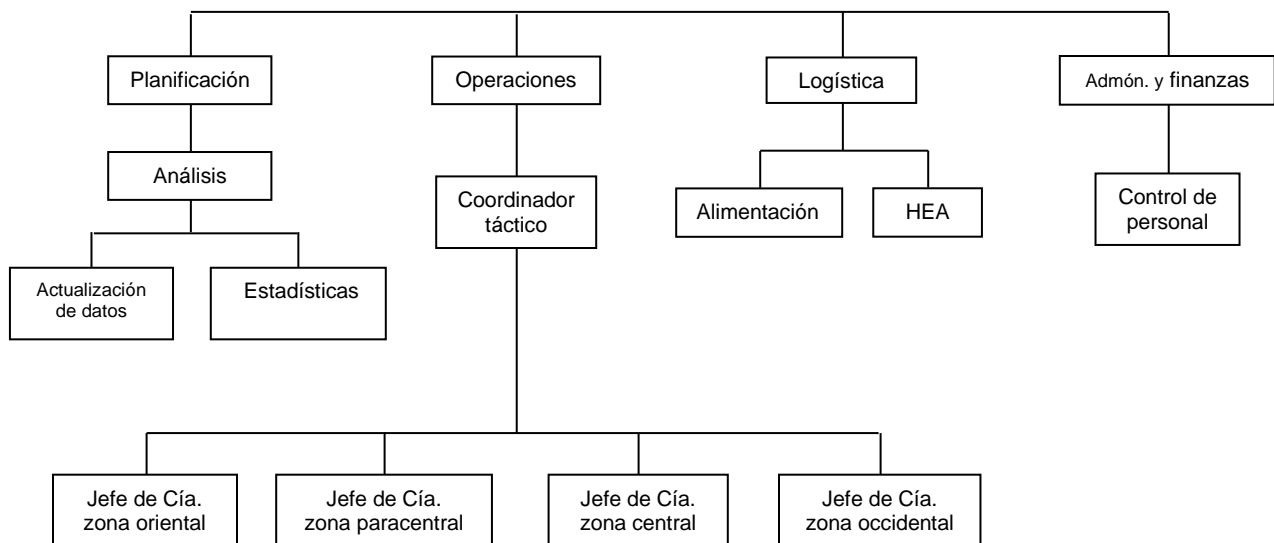 Planificación
Operaciones
Logística
Admón. y finanzas
Análisis
Coordinador
táctico
Alimentación
HEA
Control de
personal
Actualización
de datos
Estadísticas
Jefe de Cía.
zona oriental
Jefe de Cía.
zona paracentral
Jefe de Cía.
zona central
Jefe de Cía.
zona occidental